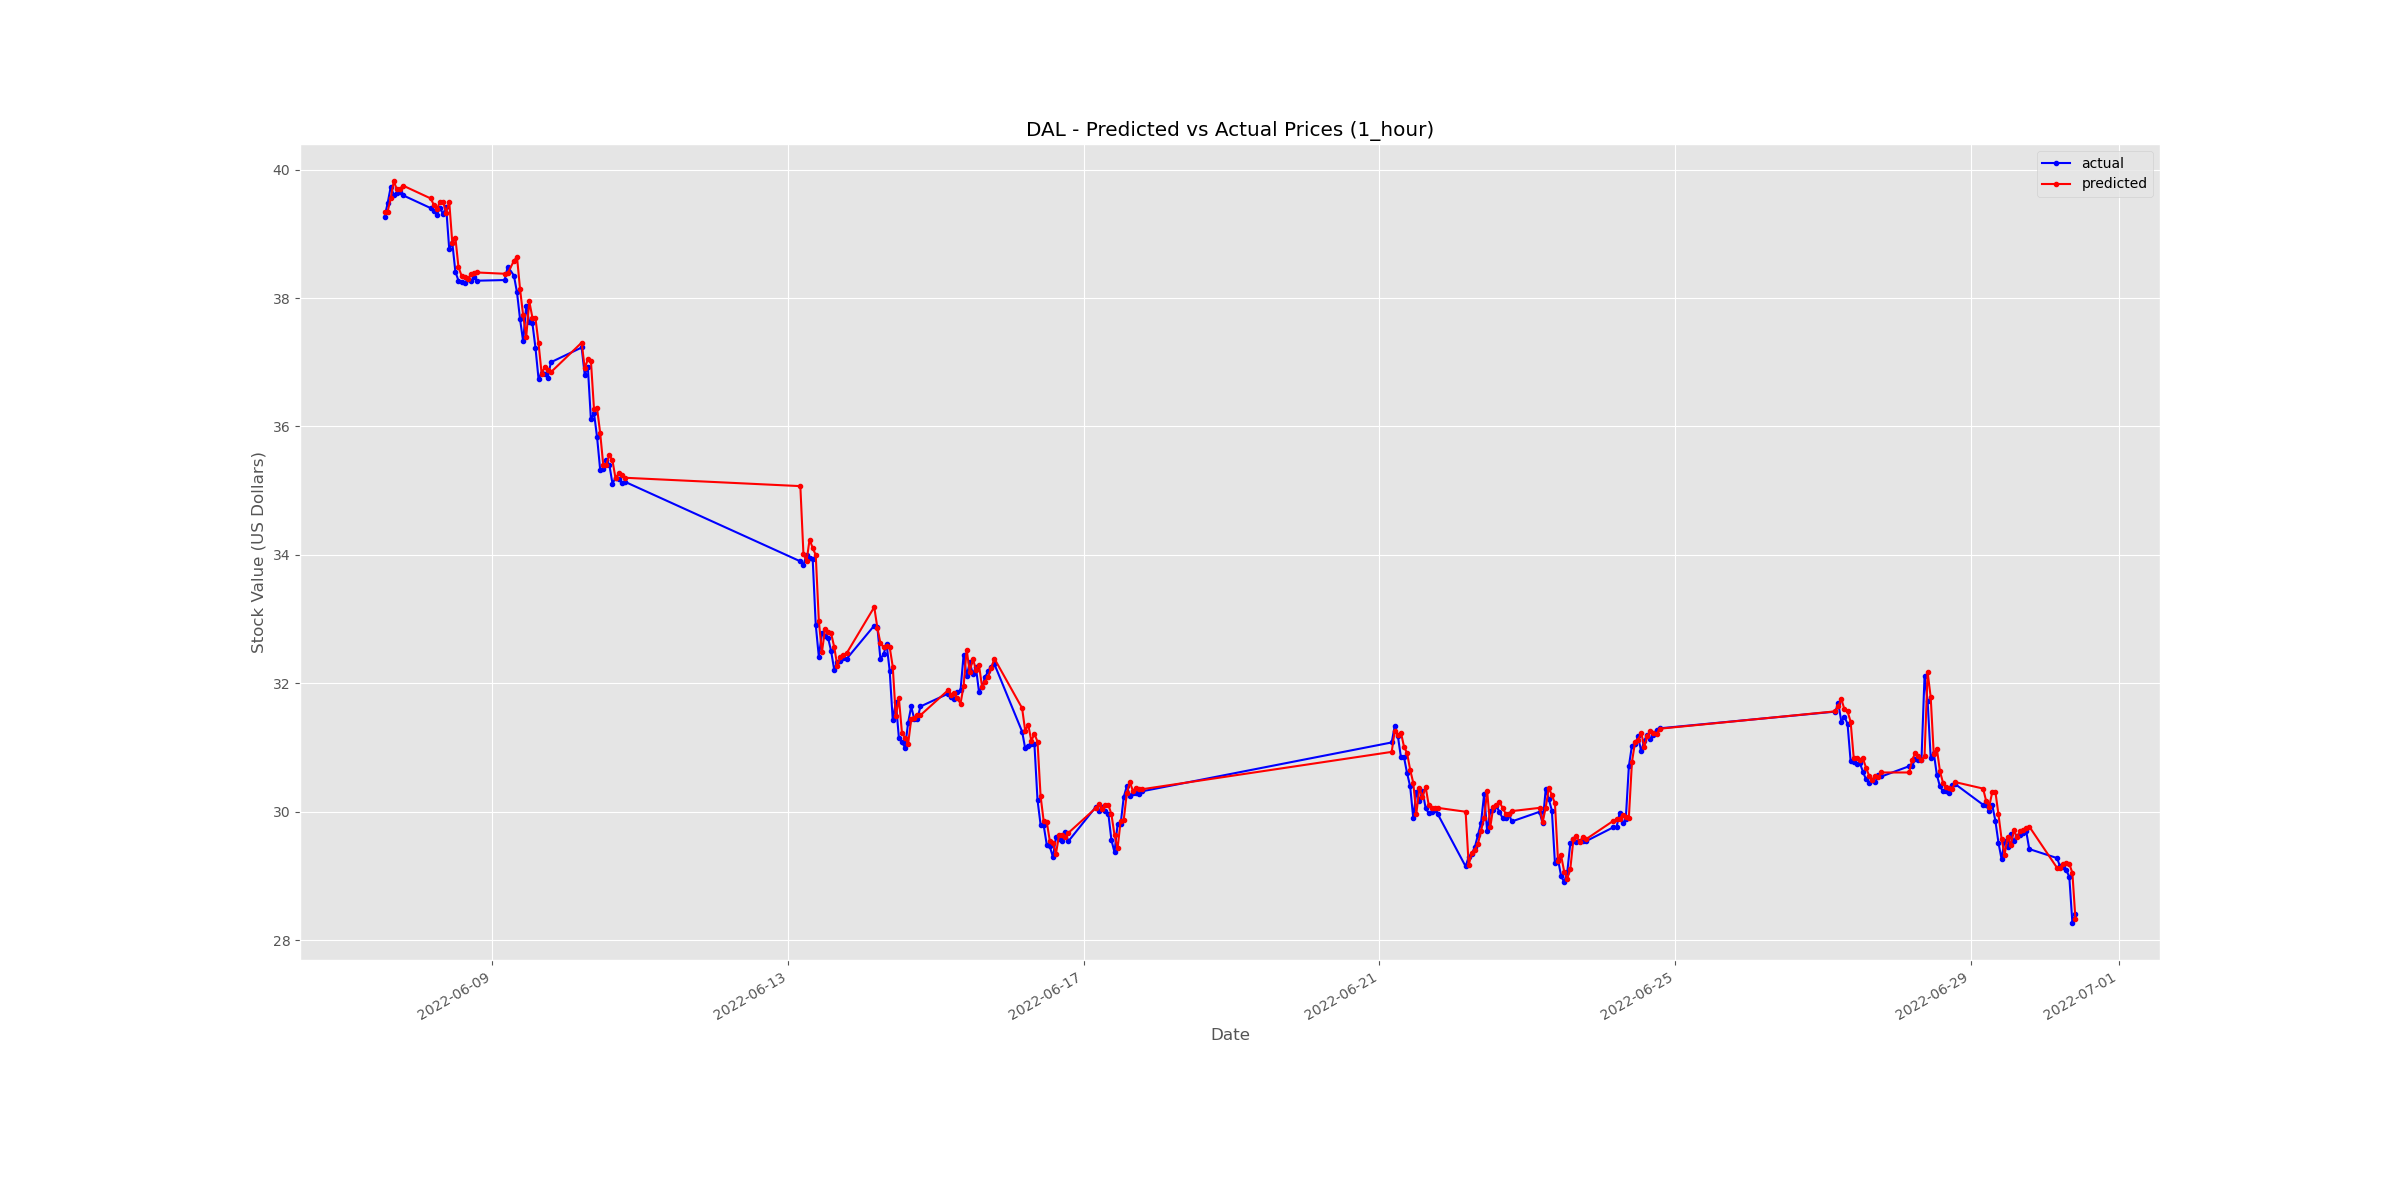 DAL - Predicted vs Actual Prices (1_hour)
actual
predicted
40
38
36
34
32
30
28
Stock Value (US Dollars)
2022-06-09
2022-06-13
2022-06-17
2022-06-21
2022-06-25
2022-06-29
2022-07-01
Date